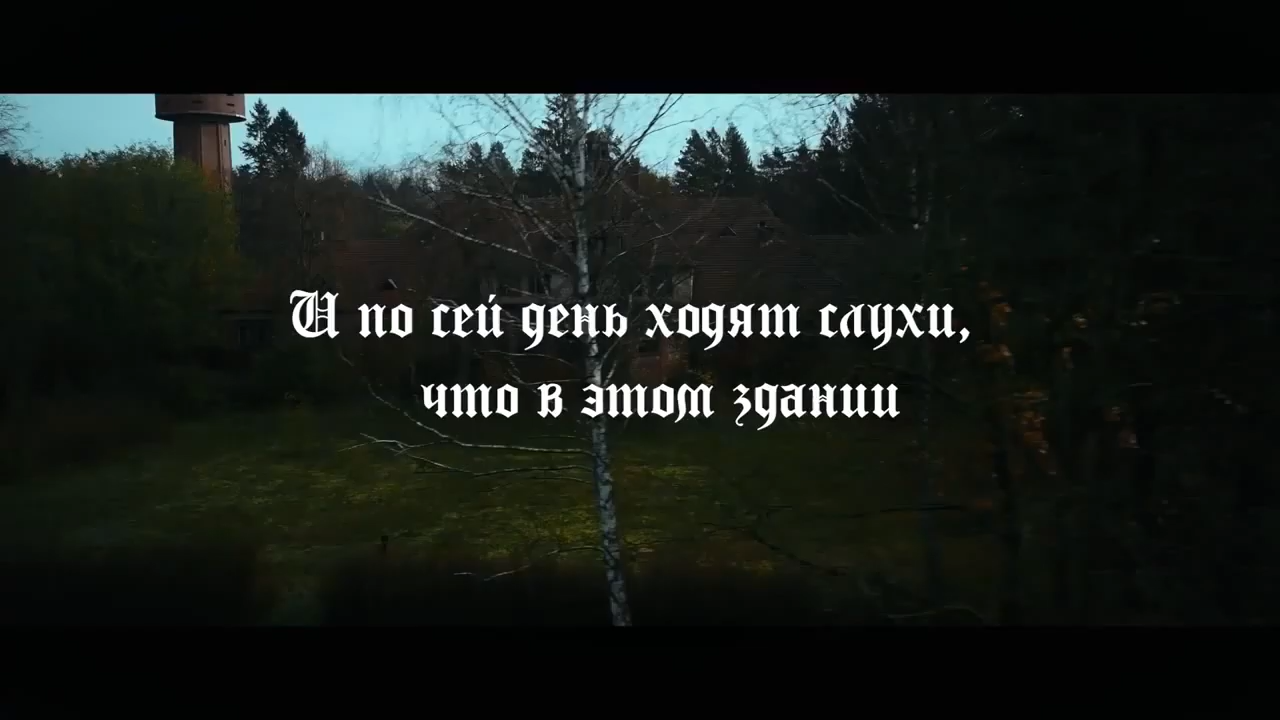 И по сей день ходят слухи,
что в этом здании